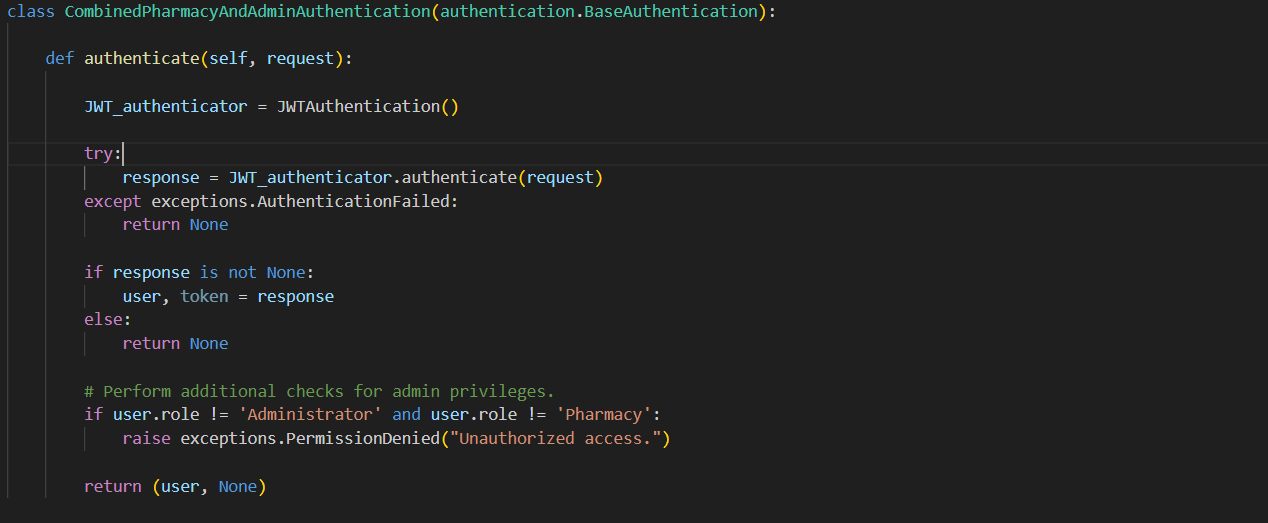 class CombinedPharmacyAndAdminAuthentication(authentication.BaseAuthentication):
def authenticate(self, request):
JWT_authenticator = JWTAuthentication()
try:
response = JWT_authenticator.authenticate(request)
except exceptions.AuthenticationFailed:
return None
if response is not None:
user, token = response
else:
return None
# Perform additional checks for admin privileges.
if user.role != 'Administrator' and user.role != 'Pharmacy':
raise exceptions.PermissionDenied("Unauthorized access.")
return (user, None)